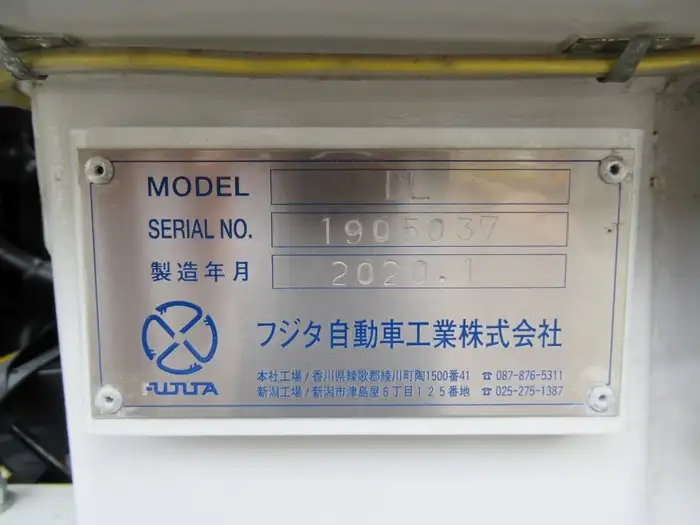 MODEL
SERIAL NO. 1905037
製造年月 2020.1
フジタ自動車工業株式会社
本社工場/香川県綾歌郡綾川町陶1500番41 ☎ 087-876-5311
新潟工場/新潟市津島屋6丁目125番地 ☎ 025-275-1387